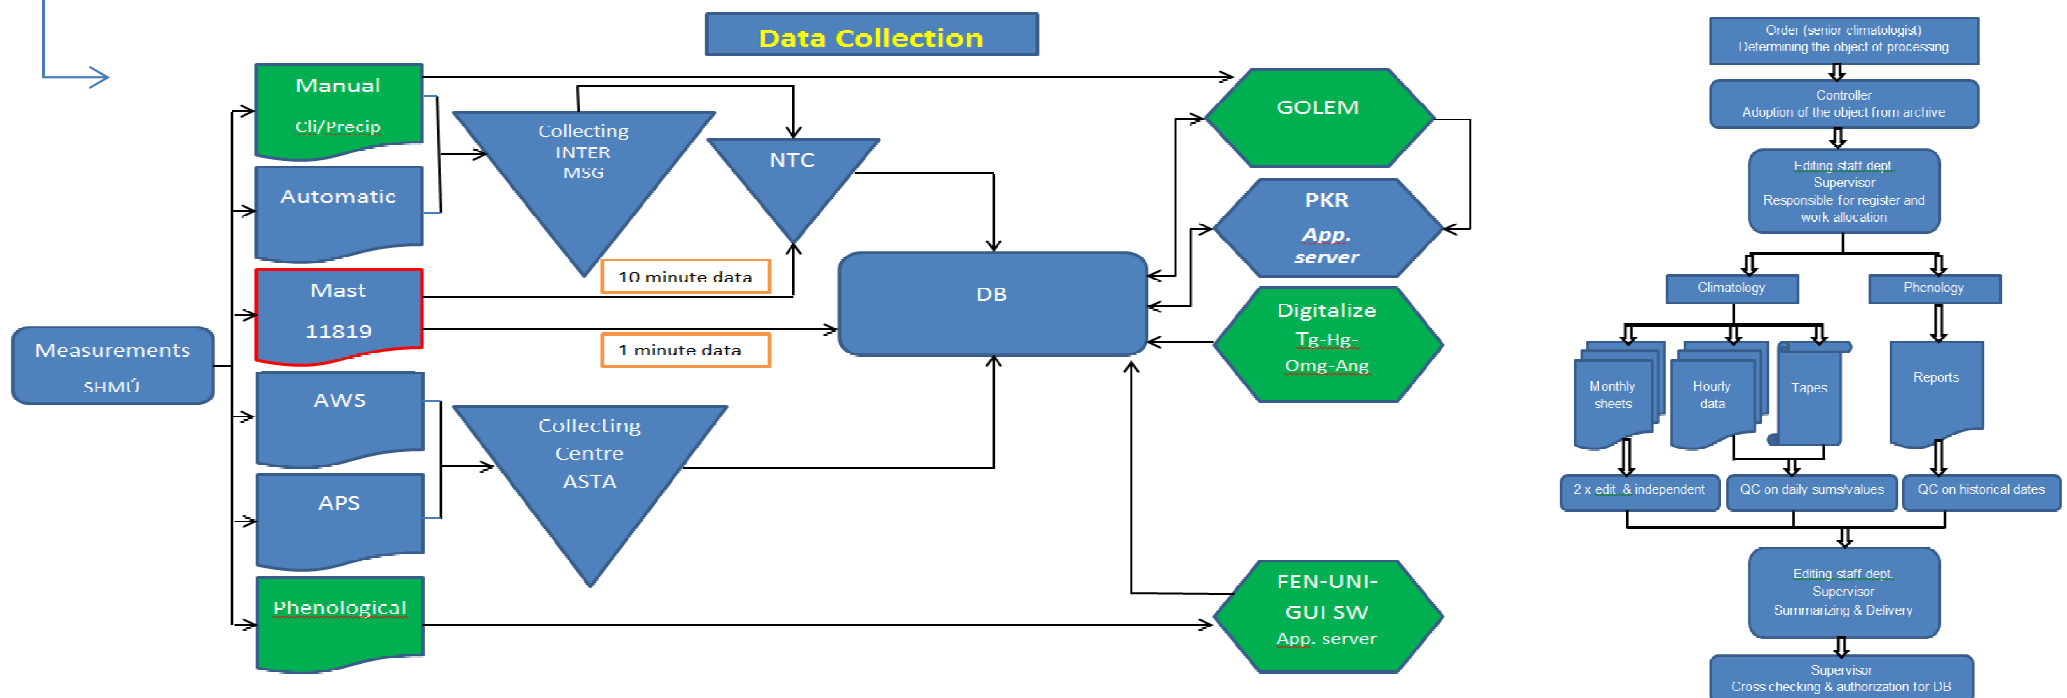 Data Collection
Manual
Cli/Precip
Automatic
Mast
11819
Measurements
SHMÚ
AWS
APS
Phenological
Collecting
INTER
MSG
NTC
10 minute data
1 minute data
Collecting
Centre
ASTA
DB
GOLEM
PKR
App.
server
Digitalize
Tg-Hg-
Omg-Ang
FEN-UNI-
GUI SW
App. server
Order (senior climatologist)
Determining the object of processing
Controller
Adoption of the object from archive
Editing staff dept
Supervisor
Responsible for register and
work allocation
Climatology
Phenology
Monthly
sheets
Hourly
data
Tapes
Reports
2 x edit & independent
QC on daily sums/values
QC on historical dates
Editing staff dept.
Supervisor
Summarizing & Delivery
Supervisor
Cross checking & authorization for DB